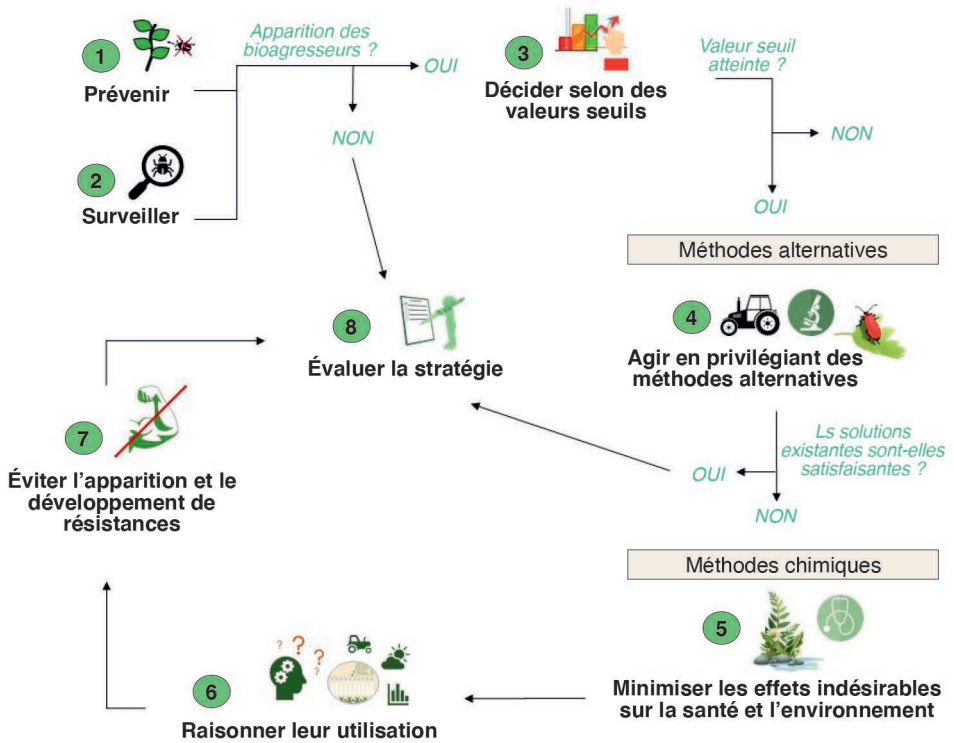 1
Prévenir
Apparition des
bioagresseurs ?
OUI
NON
2
Surveiller
3
Décider selon des
valeurs seuils
Valeur seuil
atteinte ?
NON
OUI
Méthodes alternatives
4
Agir en privilégiant des
méthodes alternatives
Ls solutions
existantes sont-elles
satisfaisantes ?
OUI
NON
Méthodes chimiques
5
Minimiser les effets indésirables
sur la santé et l'environnement
6
? ? ?
Raisonner leur utilisation
7
Éviter l'apparition et le
développement de
résistances
8
Évaluer la stratégie